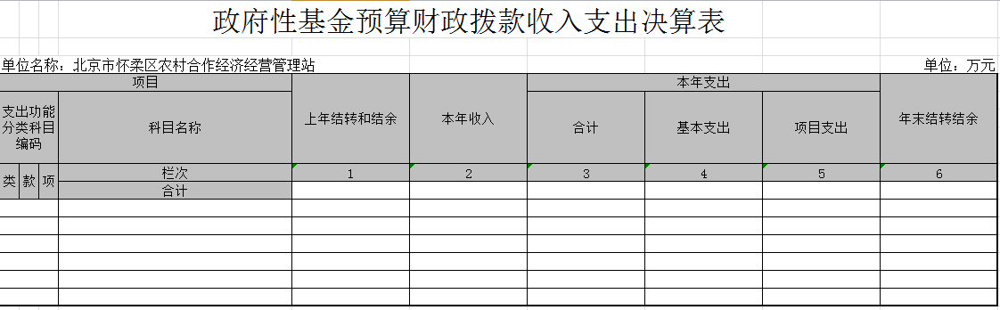 政府性基金预算财政拨款收入支出决算表
单位名称：北京市怀柔区农村合作经济经营管理站 单位：万元
项目 上年结转和结余 本年收入 本年支出 年末结转结余
支出功能分类科目编码 科目名称 合计 基本支出 项目支出
类 款 项 栏次 1 2 3 4 5 6
合计